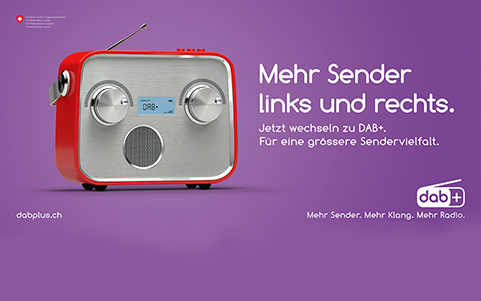 Mehr Sender
links und rechts.
Jetzt wechseln zu DAB+.
Für eine grössere Sendervielfalt.
DAB+
dab+
dabplus.ch
Mehr Sender. Mehr Klang. Mehr Radio.